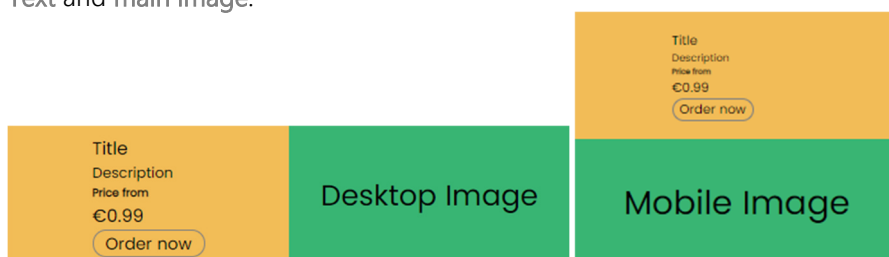 Text and main image.
Title
Description
Price from
€0.99
Order now
Desktop Image
Title
Description
Price from
€0.99
Order now
Mobile Image